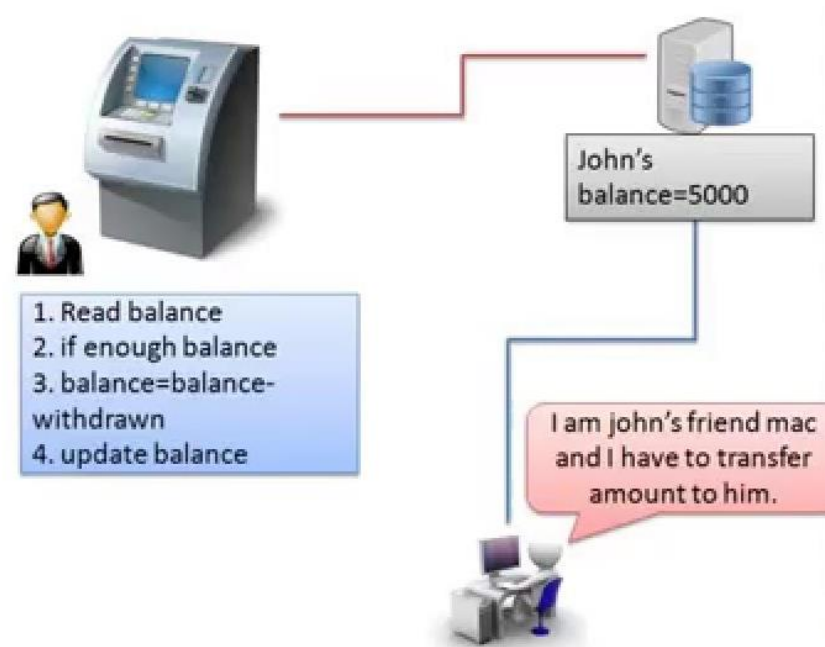 John's
balance=5000
1. Read balance
2. if enough balance
3. balance=balance-
withdrawn
4. update balance
I am john's friend mac
and I have to transfer
amount to him.